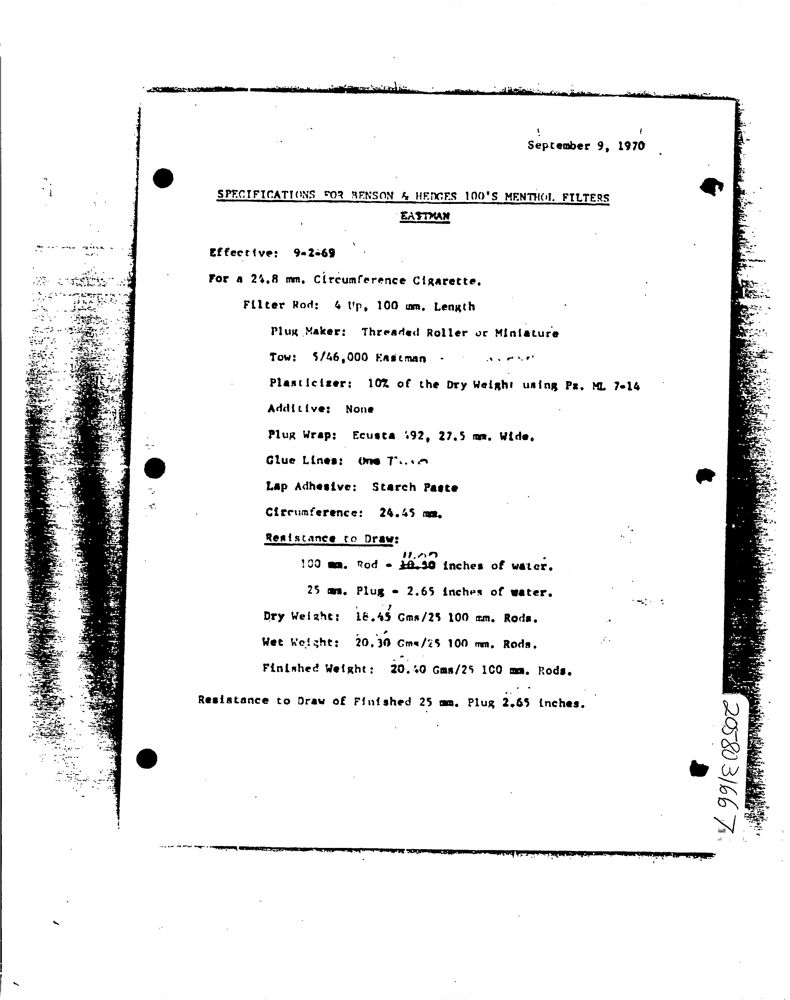 September 9, 1970
SPECIFICATIONS FOR BENSON & HEDGES 100'S MENTHOL FILTERS
EASTMAN
Effective: 9-2-69
For a 24.8 mm. Circumference Cigarette.
Filter Rod: 4 Up, 100 mm. Length
Plug Maker: Threaded Roller or Miniature
Tow: 5/46,000 Eastman -
Plasticizer: 10% of the Dry Weight using Pz. ML 7-14
Additive: None
Plug Wrap: Ecusta 492, 27.5 mm. Wide.
Glue Lines: One
Lap Adhesive: Starch Paste
Circumference: 24.45 mm.
Resistance to Draw:
100 mm. Rod - 10.50 inches of water.
25 mm. Plug - 2.65 inches of water.
Dry Weight: 18.45 Gms/25 100 mm. Rods.
Wet Weight: 20.30 Gms/25 100 mm. Rods.
Finished Weight: 20.40 Gms/25 100 mm. Rods.
Resistance to Draw of Finished 25 mm. Plug 2.65 inches.
2058031667